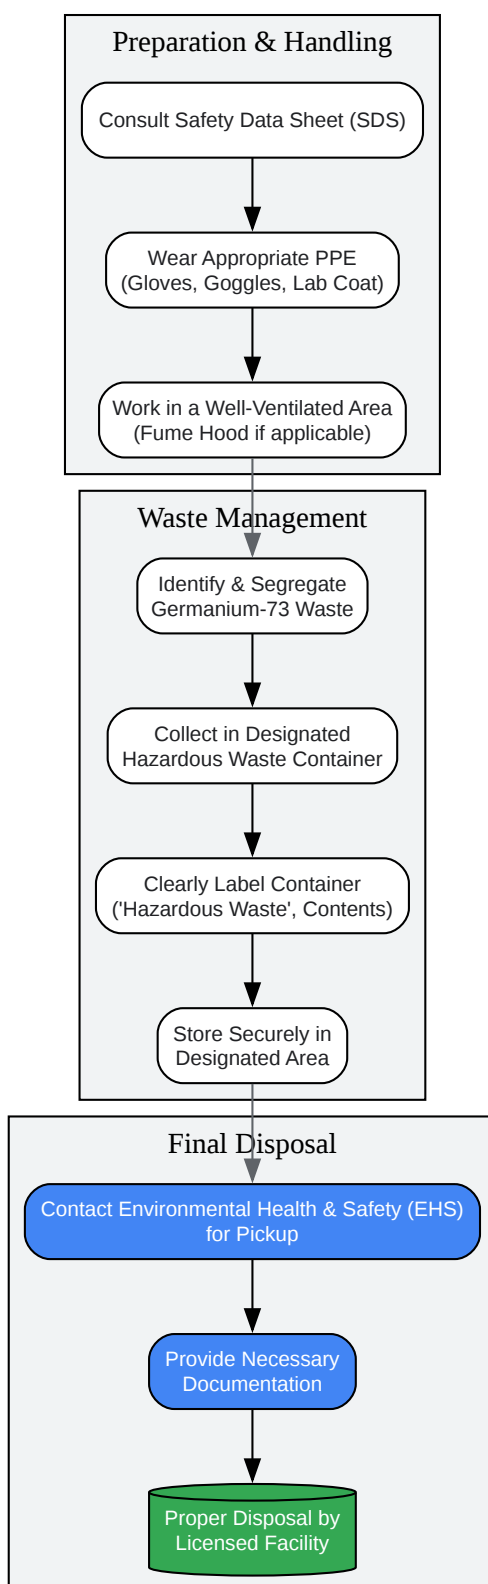 Preparation & Handling
Consult Safety Data Sheet (SDS)
Wear Appropriate PPE
(Gloves, Goggles, Lab Coat)
Work in a Well-Ventilated Area
(Fume Hood if applicable)
Waste Management
Identify & Segregate
Germanium-73 Waste
Collect in Designated
Hazardous Waste Container
Clearly Label Container
('Hazardous Waste', Contents)
Store Securely in
Designated Area
Final Disposal
Contact Environmental Health & Safety (EHS)
for Pickup
Provide Necessary
Documentation
Proper Disposal by
Licensed Facility